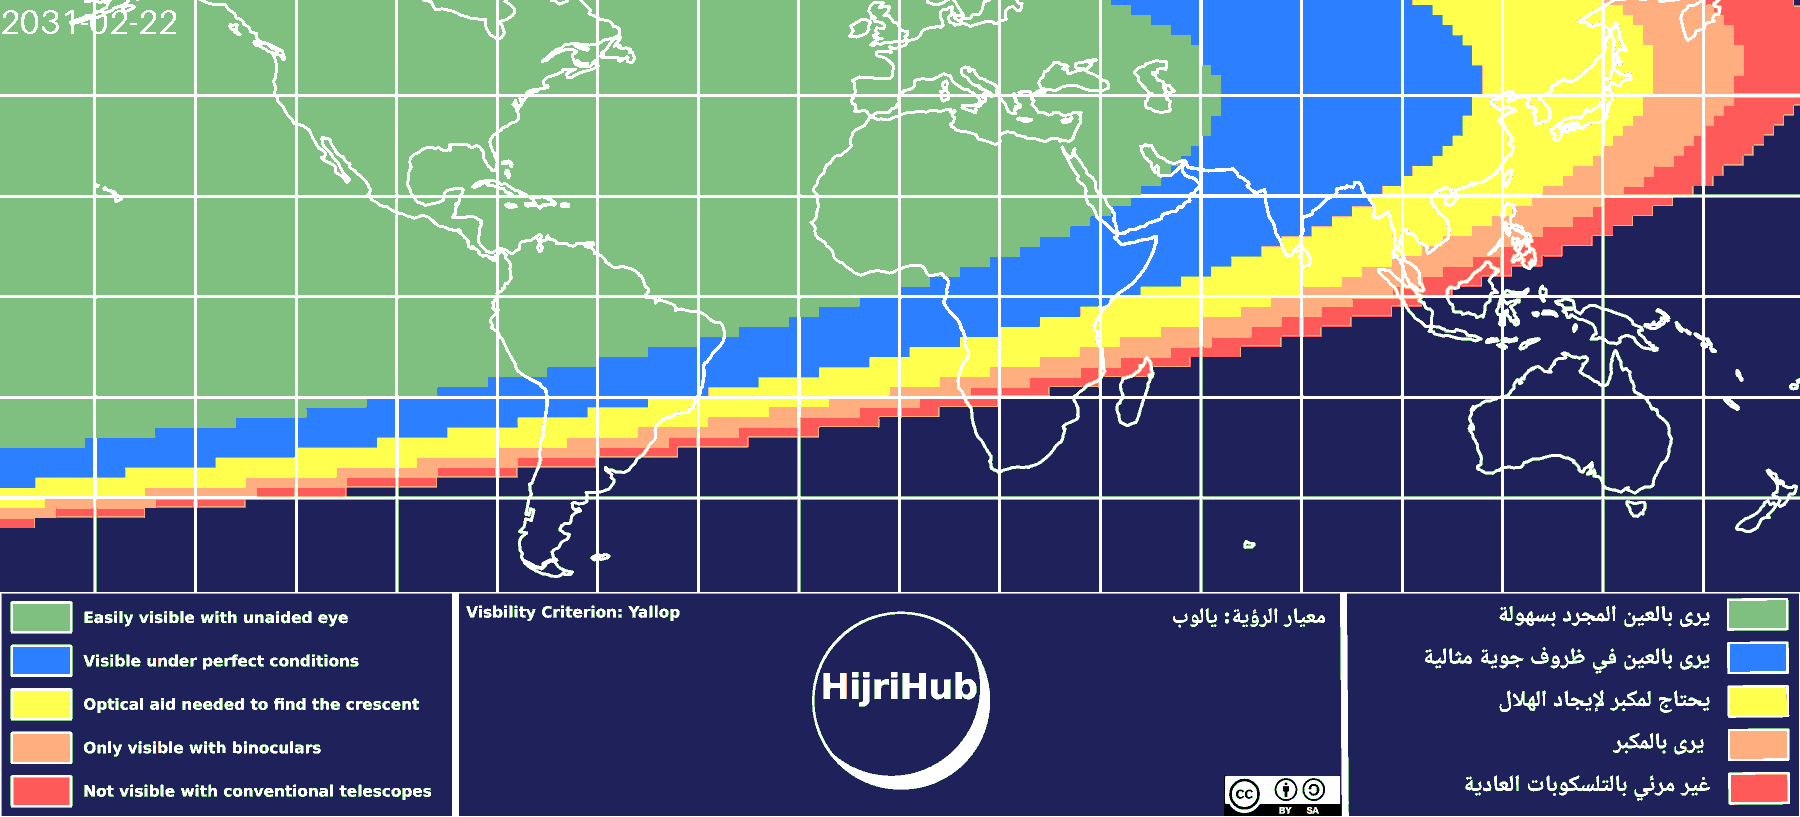 2031-02-22
Easily visible with unaided eye
Visible under perfect conditions
Optical aid needed to find the crescent
Only visible with binoculars
Not visible with conventional telescopes
Visbility Criterion: Yallop
معيار الرؤية: يالوب
HijriHub
cc
BY SA
يرى بالعين المجرد بسهولة
يرى بالعين في ظروف جوية مثالية
يحتاج لمكبر لإيجاد الهلال
يرى بالمكبر
غير مرئي بالتلسكوبات العادية